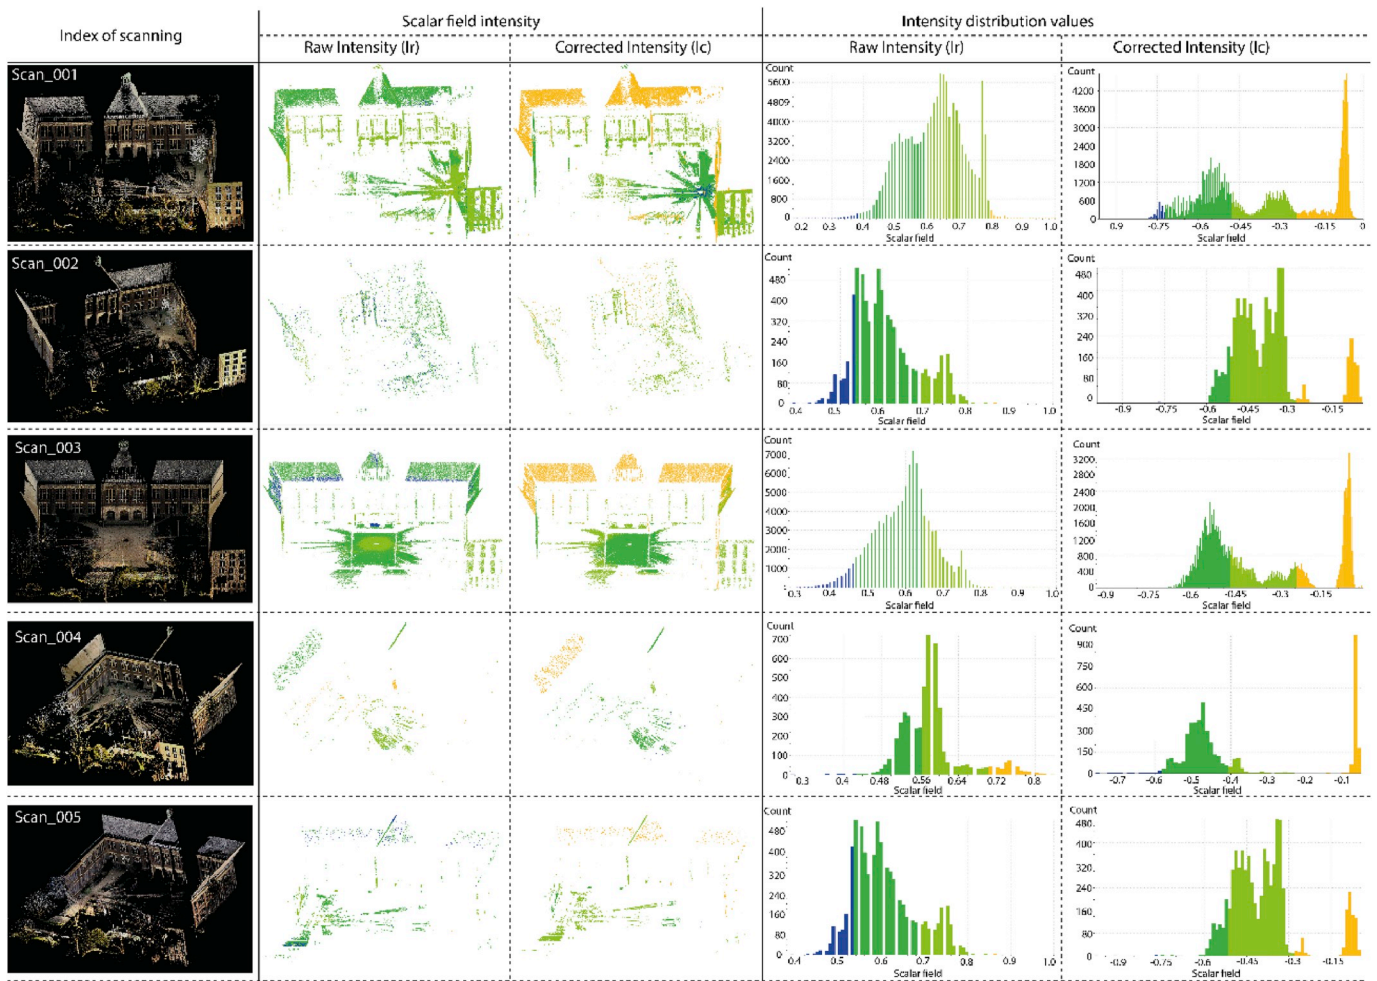 Index of scanning
Scalar field intensity
Intensity distribution values
Raw Intensity (Ir)
Corrected Intensity (Ic)
Raw Intensity (Ir)
Corrected Intensity (Ic)
Scan_001
Count
5600
4809
4000
3200
2400
1600
800
0
0.2 0.3 0.4 0.5 0.6 0.7 0.8 0.9 1.0
Scalar field
Count
4200
3600
3000
2400
1800
1200
600
0
0.9 -0.75 -0.6 -0.45 -0.3 -0.15 0
Scalar field
Scan_002
Count
480
400
320
240
160
80
0
0.4 0.5 0.6 0.7 0.8 0.9 1.0
Scalar field
Count
480
400
320
240
160
80
0
-0.9 -0.75 -0.6 -0.45 -0.3 -0.15
Scalar field
Scan_003
Count
7000
6000
5000
4000
3000
2000
1000
0
0.3 0.4 0.5 0.6 0.7 0.8 0.9 1.0
Scalar field
Count
3200
2800
2400
2000
1600
1200
800
400
0
-0.9 -0.75 -0.6 -0.45 -0.3 -0.15
Scalar field
Scan_004
Count
700
600
500
400
300
200
100
0
0.3 0.4 0.48 0.56 0.64 0.72 0.8
Scalar field
Count
900
750
600
450
300
150
0
-0.7 -0.6 -0.5 -0.4 -0.3 -0.2 -0.1
Scalar field
Scan_005
Count
480
400
320
240
160
80
0
0.4 0.5 0.6 0.7 0.8 0.9 1.0
Scalar field
Count
480
400
320
240
160
80
0
-0.9 -0.75 -0.6 -0.45 -0.3 -0.15
Scalar field